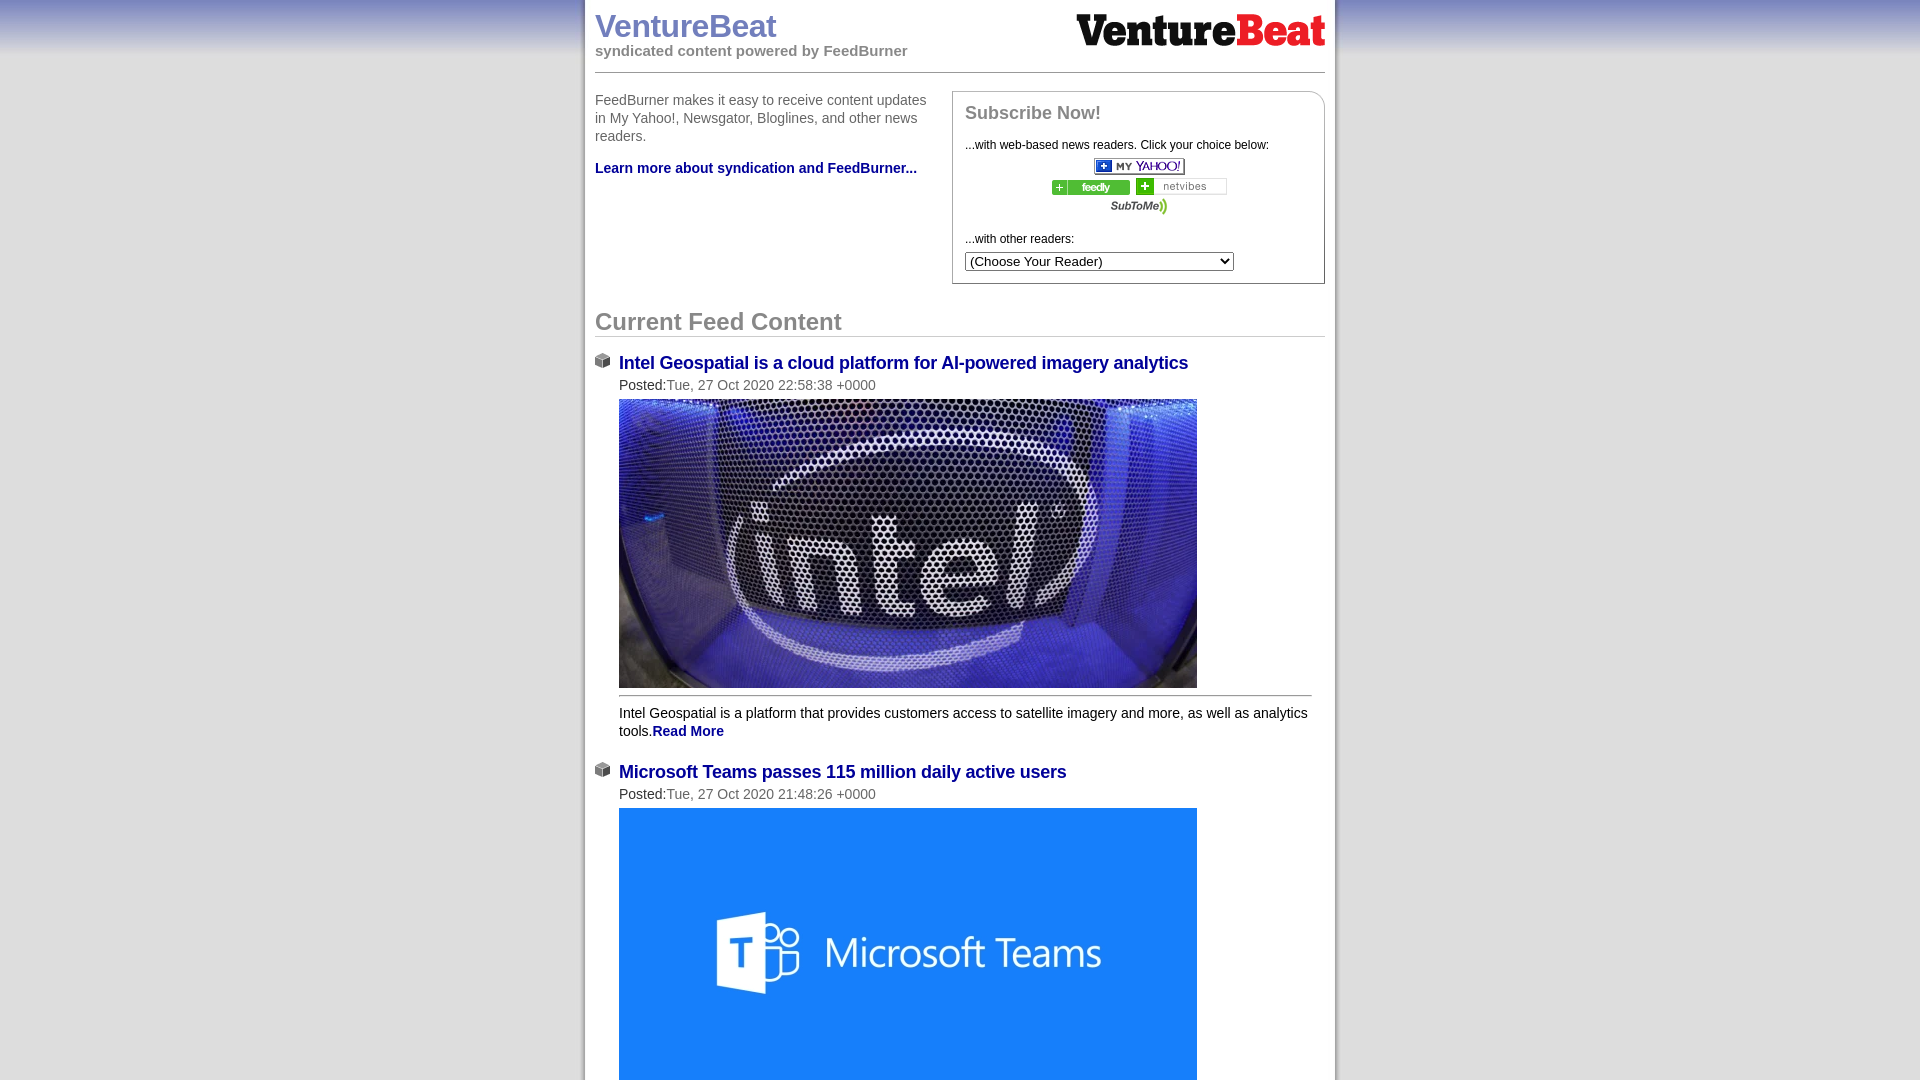 VentureBeat
syndicated content powered by FeedBurner
VentureBeat
FeedBurner makes it easy to receive content updates
in My Yahoo!, Newsgator, Bloglines, and other news
readers.
Learn more about syndication and FeedBurner...
Subscribe Now!
...with web-based news readers. Click your choice below:
MY YAHOO!
feedly
netvibes
SubToMe
...with other readers:
(Choose Your Reader)
Current Feed Content
Intel Geospatial is a cloud platform for AI-powered imagery analytics
Posted:Tue, 27 Oct 2020 22:58:38 +0000
intel
Intel Geospatial is a platform that provides customers access to satellite imagery and more, as well as analytics
tools.Read More
Microsoft Teams passes 115 million daily active users
Posted:Tue, 27 Oct 2020 21:48:26 +0000
T Microsoft Teams